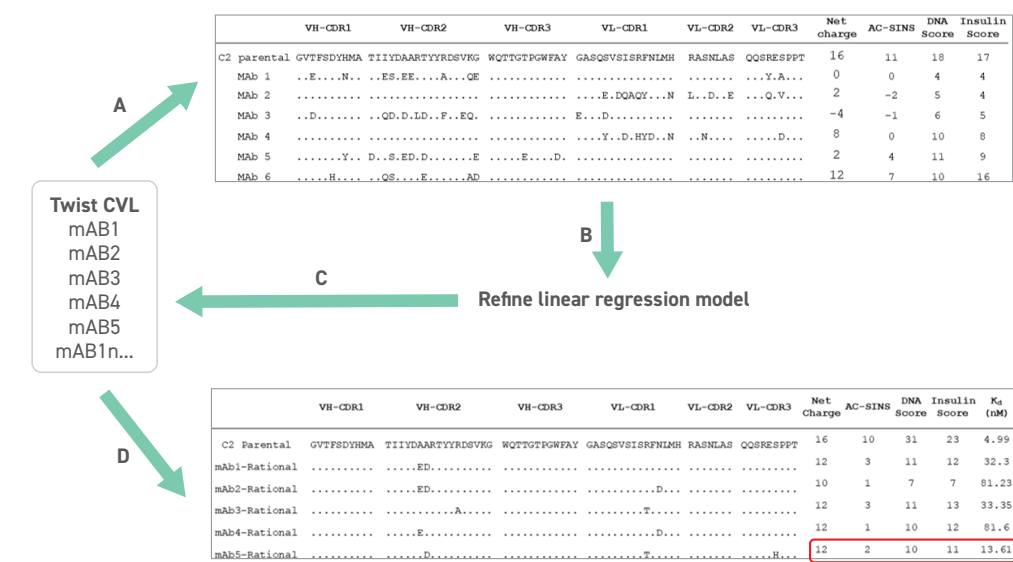 VH-CDR1 VH-CDR2 VH-CDR3 VL-CDR1 VL-CDR2 VL-CDR3 Net charge AC-SINS DNA Score Insulin Score
C2 parental GVTFSDYHMA TIIYDAARTYYRDSVKG WQTTGTPGWFAY GASQSVSISRFNLMH RASNLAS QQSRESPPT 16 11 18 17
MAb 1 ..E....N.. ..ES.EE....A...QE ............ ............... ....... ...Y.A... 0 0 4 4
MAb 2 .......... ................. ............ ....E.DQAQY...N L..D..E ...Q.V... 2 -2 5 4
MAb 3 ..D....... ..QD.D.LD..F..EQ. ............ E...D.......... ....... ......... -4 -1 6 5
MAb 4 .......... ................. ............ ....Y..D.HYD..N ..N.... ......D.. 8 0 10 8
MAb 5 .......Y.. D..S.ED.D.......E ....E....D. ............... ....... ......... 2 4 11 9
MAb 6 .....H.... ..QS....E......AD ............ ............... ....... ......... 12 7 10 16
A
Twist CVL
mAB1
mAB2
mAB3
mAB4
mAB5
mAB1n...
B
C
Refine linear regression model
D
VH-CDR1 VH-CDR2 VH-CDR3 VL-CDR1 VL-CDR2 VL-CDR3 Net Charge AC-SINS DNA Score Insulin Score Kd (nM)
C2 Parental GVTFSDYHMA TIIYDAARTYYRDSVKG WQTTGTPGWFAY GASQSVSISRFNLMH RASNLAS QQSRESPPT 16 10 31 23 4.99
mAb1-Rational .......... .....ED.......... ............ ............... ....... ......... 12 3 11 12 32.3
mAb2-Rational .......... .....ED.......... ............ ...........D... ....... ......... 10 1 7 7 81.23
mAb3-Rational .......... ...........A..... ............ .........T..... ....... ......... 12 3 11 13 33.35
mAb4-Rational .......... .....E........... ............ ...........D... ....... ......... 12 1 10 12 81.6
mAb5-Rational .......... ......D.......... ............ .........T..... ....... .....H... 12 2 10 11 13.61